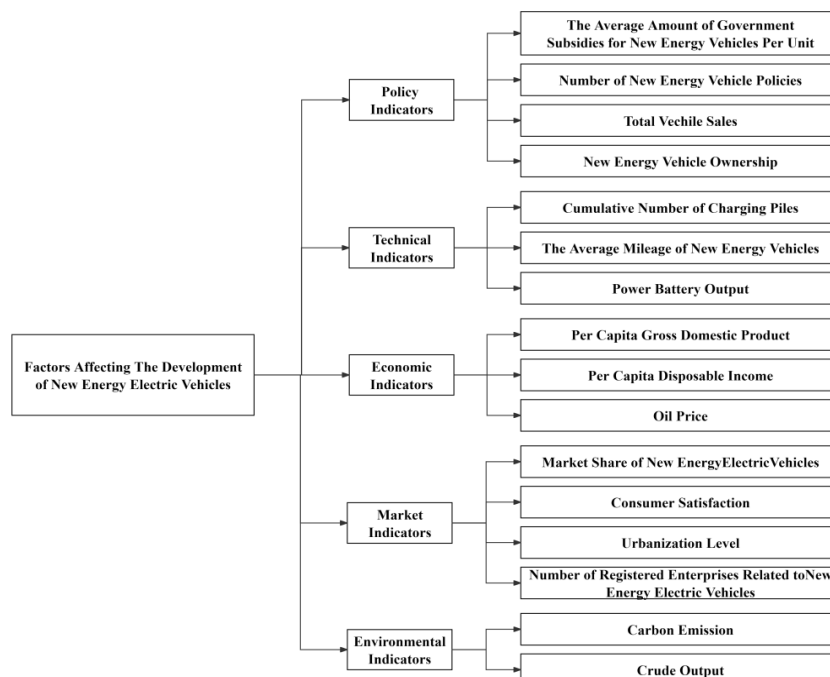 The Average Amount of Government
Subsidies for New Energy Vehicles Per Unit
Policy
Indicators
Number of New Energy Vehicle Policies
Total Vechile Sales
New Energy Vehicle Ownership
Technical
Indicators
Cumulative Number of Charging Piles
The Average Mileage of New Energy Vehicles
Power Battery Output
Factors Affecting The Development
of New Energy Electric Vehicles
Economic
Indicators
Per Capita Gross Domestic Product
Per Capita Disposable Income
Oil Price
Market
Indicators
Market Share of New EnergyElectricVehicles
Consumer Satisfaction
Urbanization Level
Number of Registered Enterprises Related toNew
Energy Electric Vehicles
Environmental
Indicators
Carbon Emission
Crude Output